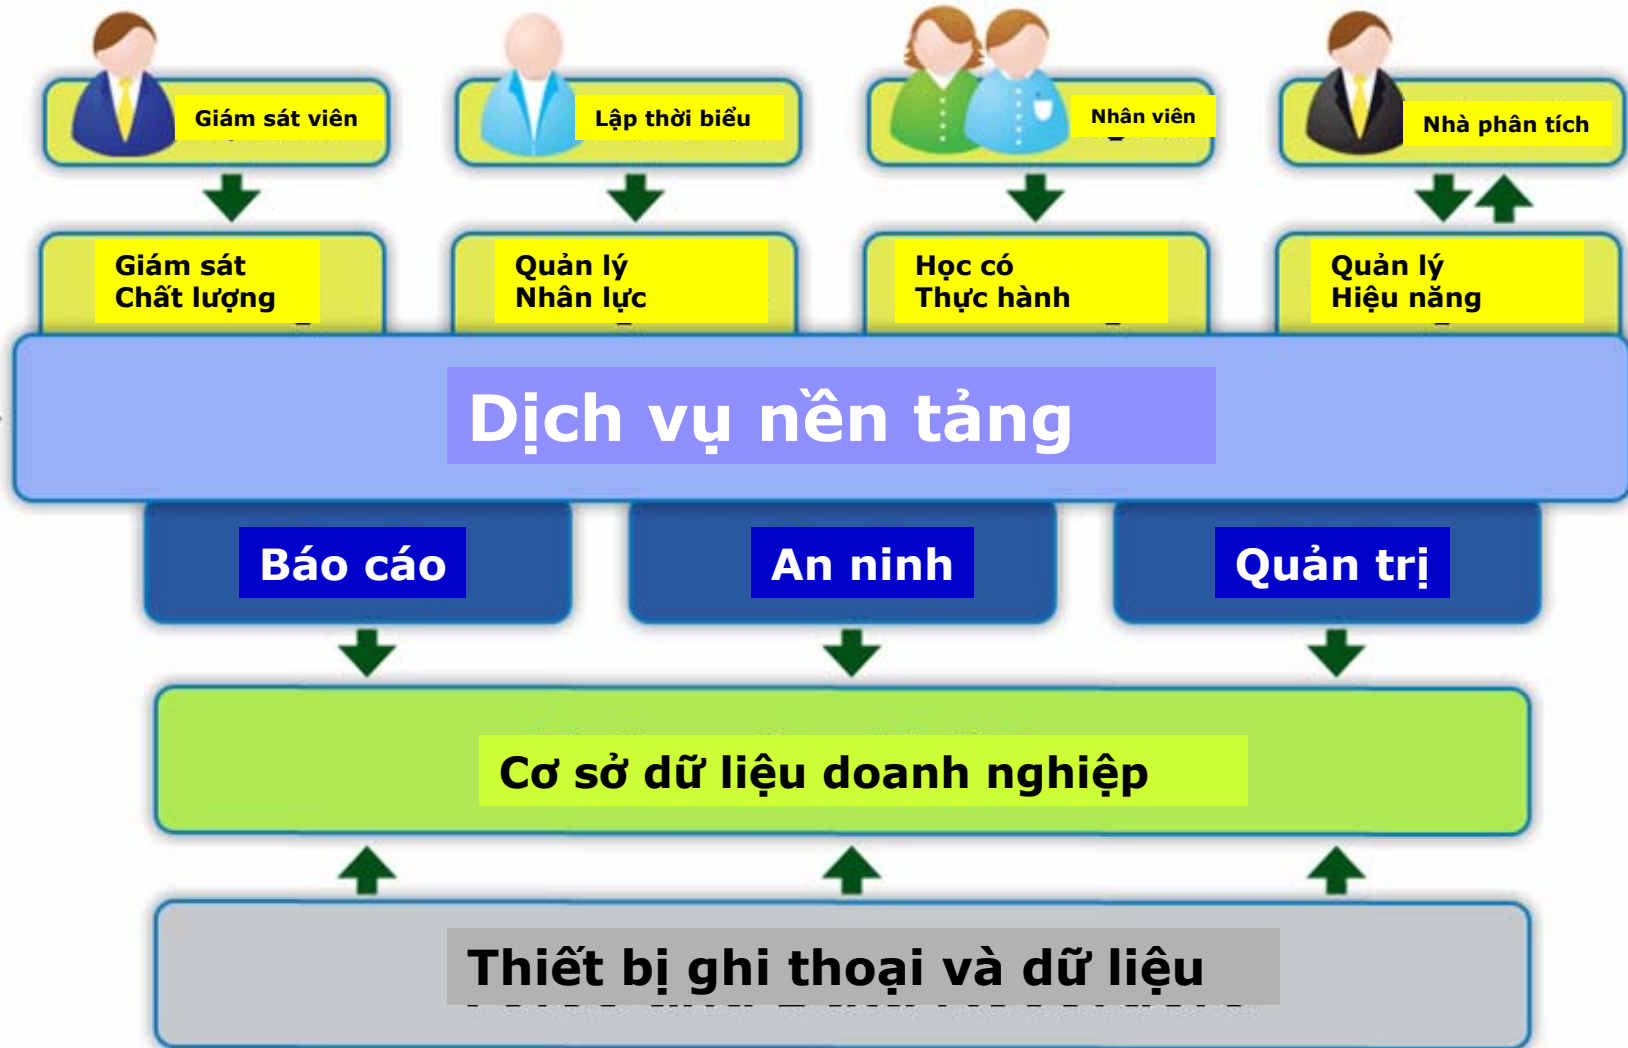 Giám sát viên
Lập thời biểu
Nhân viên
Nhà phân tích
Giám sát
Chất lượng
Quản lý
Nhân lực
Học có
Thực hành
Quản lý
Hiệu năng
Dịch vụ nền tảng
Báo cáo
An ninh
Quản trị
Cơ sở dữ liệu doanh nghiệp
Thiết bị ghi thoại và dữ liệu